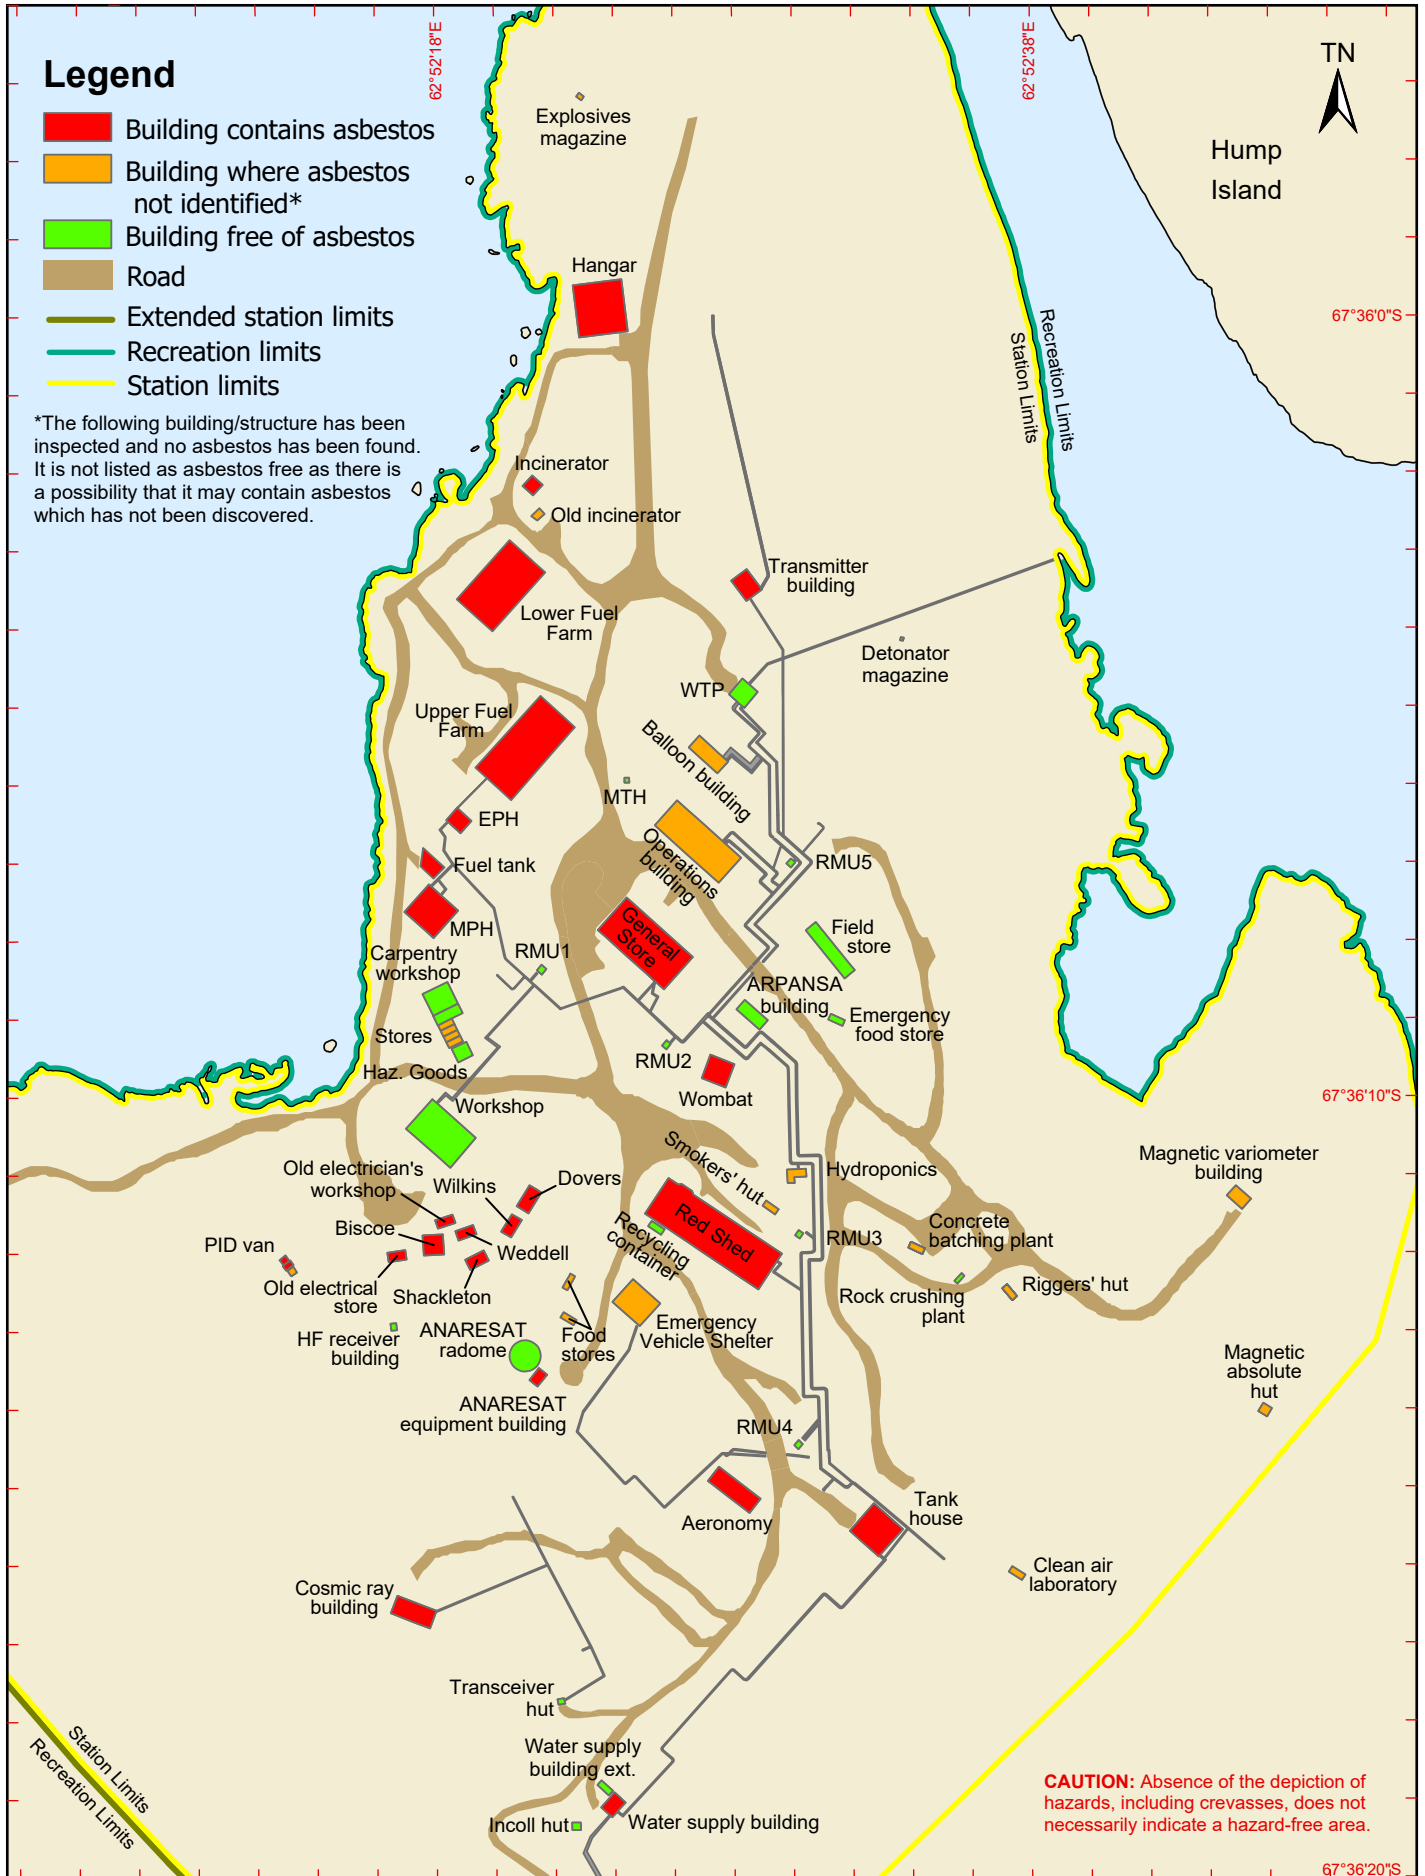 62°52'18"E
62°52'38"E
TN
Legend
Building contains asbestos
Building where asbestos
not identified*
Building free of asbestos
Road
Extended station limits
Recreation limits
Station limits
*The following building/structure has been
inspected and no asbestos has been found.
It is not listed as asbestos free as there is
a possibility that it may contain asbestos
which has not been discovered.
Explosives
magazine
Hump
Island
Hangar
67°36'0"S
Recreation Limits
Station Limits
Incinerator
Old incinerator
Transmitter
building
Lower Fuel
Farm
Detonator
magazine
WTP
Upper Fuel
Farm
Balloon building
MTH
EPH
Operations
building
RMU5
Fuel tank
MPH
General
Store
Field
store
Carpentry
workshop
RMU1
ARPANSA
building
Emergency
food store
Stores
RMU2
Haz. Goods
Wombat
67°36'10"S
Workshop
Smokers' hut
Hydroponics
Magnetic variometer
building
Old electrician's
workshop
Wilkins
Dovers
Biscoe
Weddell
Recycling
container
Red Shed
RMU3
Concrete
batching plant
PID van
Old electrical
store
Shackleton
Rock crushing
plant
Riggers' hut
HF receiver
building
ANARESAT
radome
Food
stores
Emergency
Vehicle Shelter
Magnetic
absolute
hut
ANARESAT
equipment building
RMU4
Aeronomy
Tank
house
Clean air
laboratory
Cosmic ray
building
Transceiver
hut
Station Limits
Recreation Limits
Water supply
building ext.
Incoll hut
Water supply building
CAUTION: Absence of the depiction of
hazards, including crevasses, does not
necessarily indicate a hazard-free area.
67°36'20"S